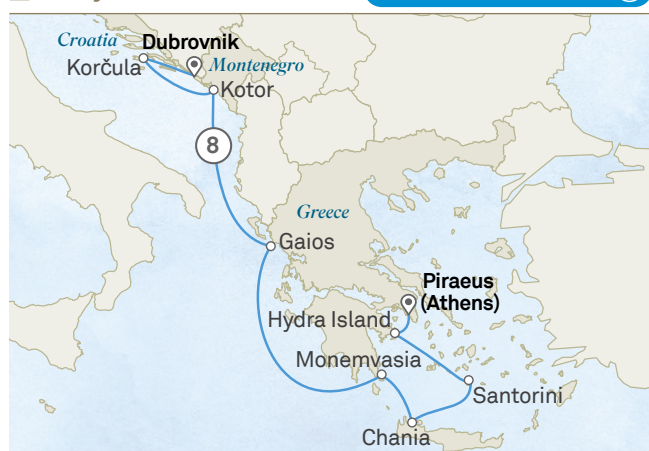 Croatia
Dubrovnik
Korčula
Montenegro
Kotor
8
Greece
Gaios
Piraeus
(Athens)
Hydra Island
Monemvasia
Santorini
Chania